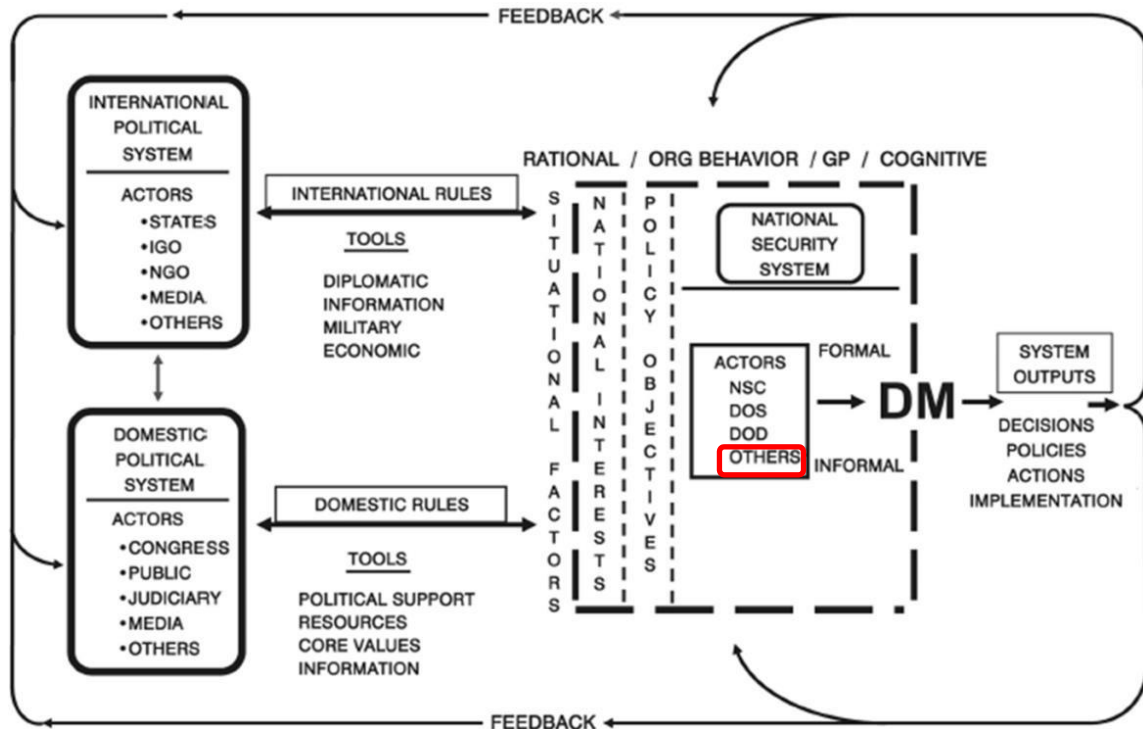 FEEDBACK
INTERNATIONAL
POLITICAL
SYSTEM
ACTORS
•STATES
•IGO
•NGO
•MEDIA
•OTHERS
DOMESTIC
POLITICAL
SYSTEM
ACTORS
•CONGRESS
•PUBLIC
•JUDICIARY
•MEDIA
•OTHERS
INTERNATIONAL RULES
TOOLS
DIPLOMATIC
INFORMATION
MILITARY
ECONOMIC
DOMESTIC RULES
TOOLS
POLITICAL SUPPORT
RESOURCES
CORE VALUES
INFORMATION
RATIONAL / ORG BEHAVIOR / GP / COGNITIVE
SITUATIONAL FACTORS
NATIONAL INTERESTS
POLICY OBJECTIVES
NATIONAL
SECURITY
SYSTEM
ACTORS
NSC
DOS
DOD
OTHERS
FORMAL
INFORMAL
DM
SYSTEM
OUTPUTS
DECISIONS
POLICIES
ACTIONS
IMPLEMENTATION
FEEDBACK